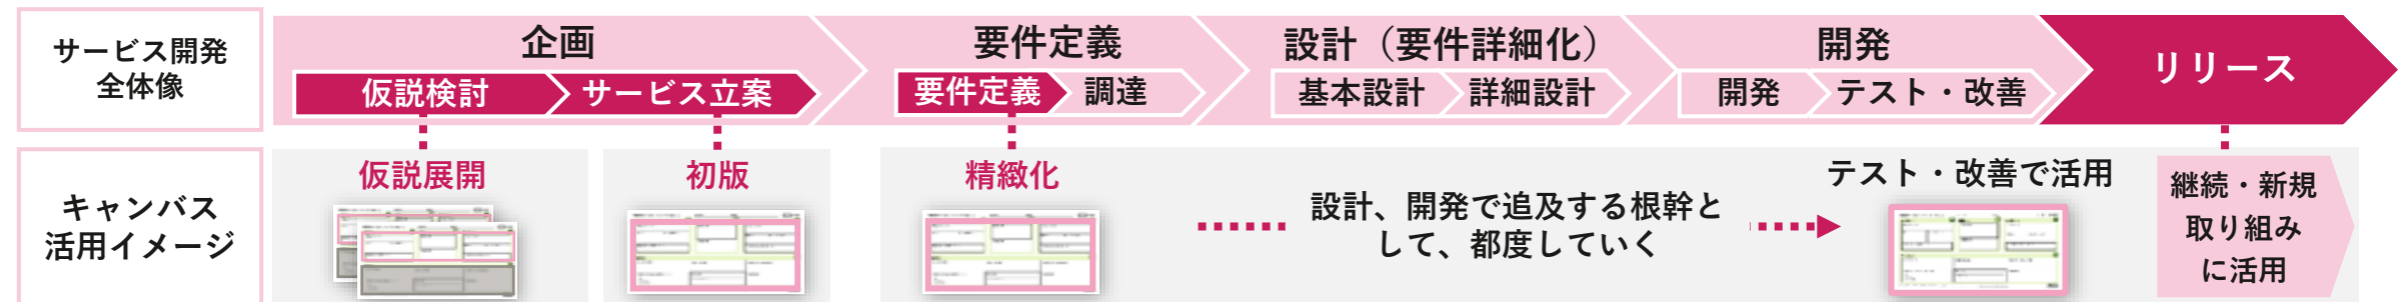 サービス開発
全体像
企画
仮説検討
サービス立案
要件定義
要件定義
調達
設計（要件詳細化）
基本設計
詳細設計
開発
開発
テスト・改善
リリース
キャンバス
活用イメージ
仮説展開
初版
精緻化
設計、開発で追及する根幹と
して、都度していく
テスト・改善で活用
継続・新規
取り組み
に活用